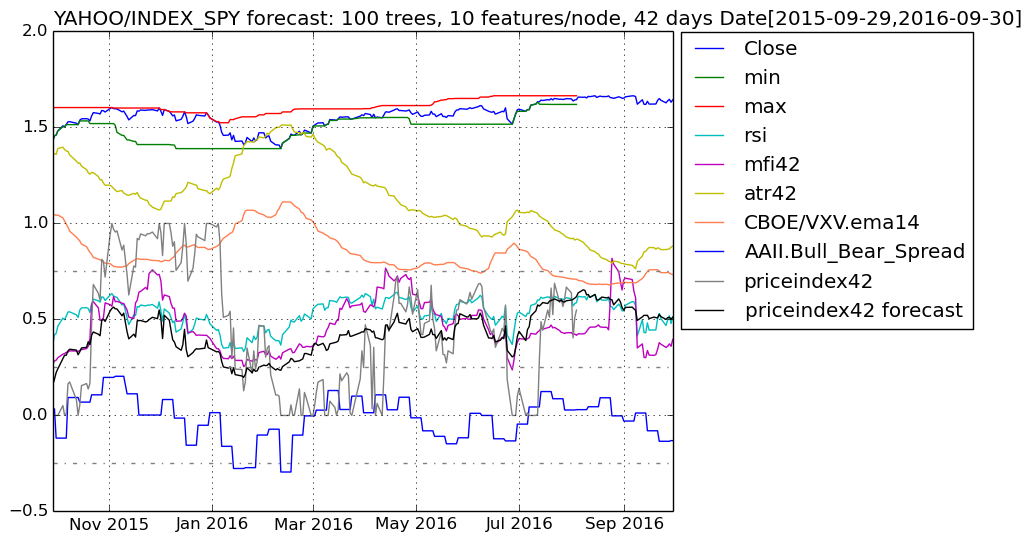 YAHOO/INDEX_SPY forecast: 100 trees, 10 features/node, 42 days Date[2015-09-29,2016-09-30]
2.0
1.5
1.0
0.5
0.0
−0.5
Nov 2015
Jan 2016
Mar 2016
May 2016
Jul 2016
Sep 2016
Close
min
max
rsi
mfi42
atr42
CBOE/VXV.ema14
AAII.Bull_Bear_Spread
priceindex42
priceindex42 forecast